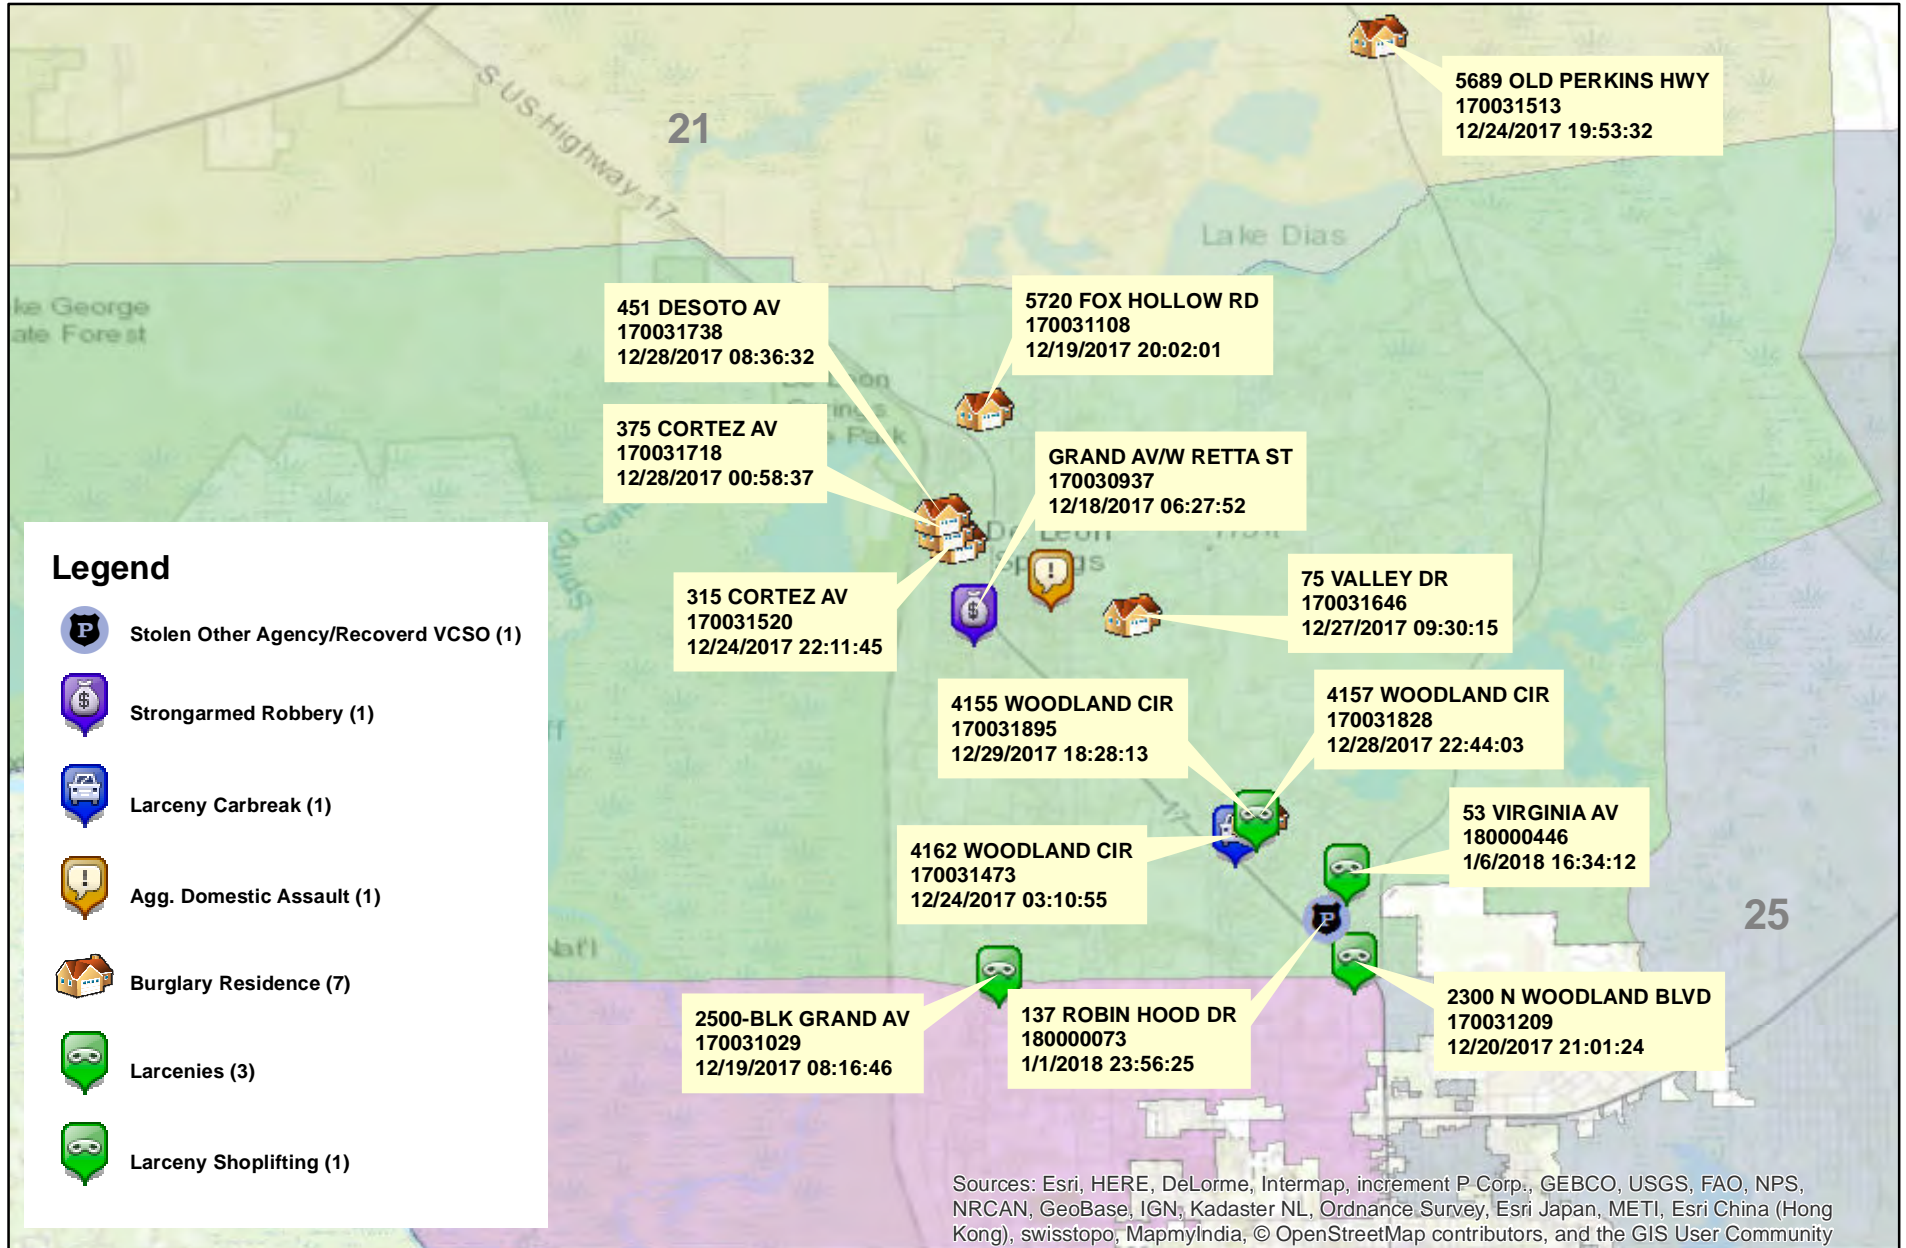 21
S-US-Highway-17
5689 OLD PERKINS HWY
170031513
12/24/2017 19:53:32
Lake Dias
ke George
ate Forest
451 DESOTO AV
170031738
12/28/2017 08:36:32
5720 FOX HOLLOW RD
170031108
12/19/2017 20:02:01
375 CORTEZ AV
170031718
12/28/2017 00:58:37
Park
GRAND AV/W RETTA ST
170030937
12/18/2017 06:27:52
De Leon
Springs
315 CORTEZ AV
170031520
12/24/2017 22:11:45
75 VALLEY DR
170031646
12/27/2017 09:30:15
4155 WOODLAND CIR
170031895
12/29/2017 18:28:13
4157 WOODLAND CIR
170031828
12/28/2017 22:44:03
17
4162 WOODLAND CIR
170031473
12/24/2017 03:10:55
53 VIRGINIA AV
180000446
1/6/2018 16:34:12
25
Nat'l
2500-BLK GRAND AV
170031029
12/19/2017 08:16:46
137 ROBIN HOOD DR
180000073
1/1/2018 23:56:25
2300 N WOODLAND BLVD
170031209
12/20/2017 21:01:24
Legend
P Stolen Other Agency/Recoverd VCSO (1)
$ Strongarmed Robbery (1)
Larceny Carbreak (1)
! Agg. Domestic Assault (1)
Burglary Residence (7)
Larcenies (3)
Larceny Shoplifting (1)
Sources: Esri, HERE, DeLorme, Intermap, increment P Corp., GEBCO, USGS, FAO, NPS,
NRCAN, GeoBase, IGN, Kadaster NL, Ordnance Survey, Esri Japan, METI, Esri China (Hong
Kong), swisstopo, MapmyIndia, © OpenStreetMap contributors, and the GIS User Community